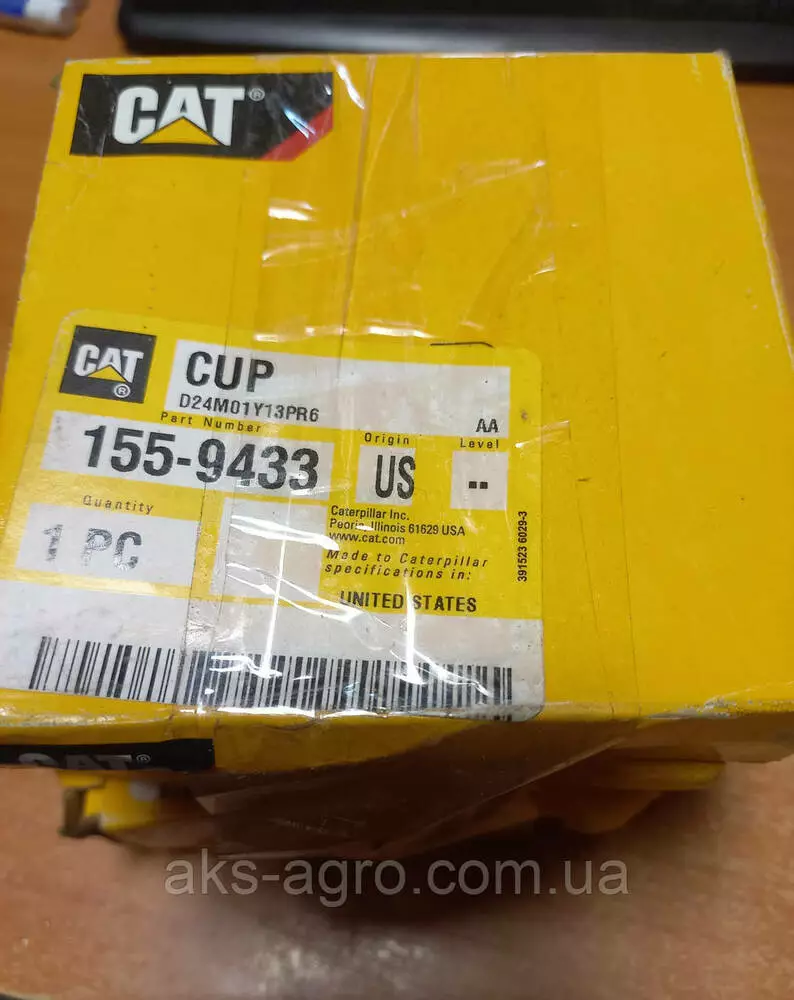 CAT®
CAT®
CUP
D24M01Y13PR6
Part Number
155-9433
Origin
US
AA
Level
--
Quantity
1 PC
Caterpillar Inc.
Peoria, Illinois 61629 USA
www.cat.com
Made to Caterpillar
specifications in:
UNITED STATES
391523 6029-3
CAT®
aks-agro.com.ua